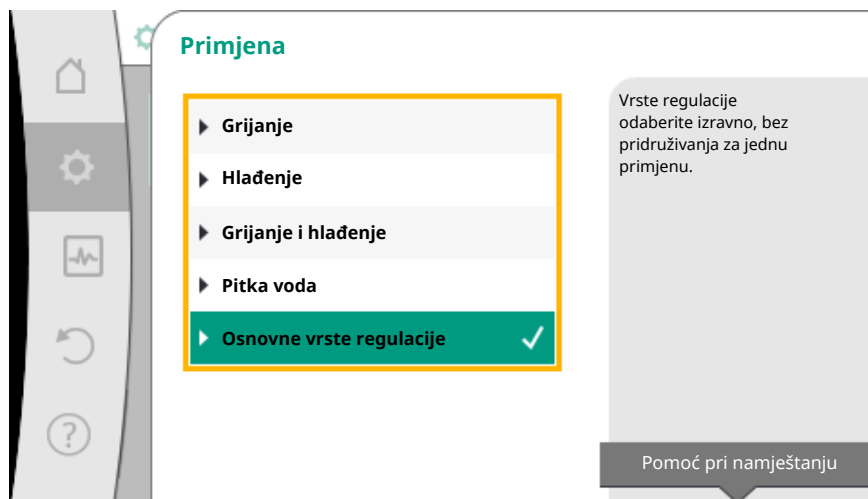 Primjena
Grijanje
Hlađenje
Grijanje i hlađenje
Pitka voda
Osnovne vrste regulacije
Vrste regulacije
odaberite izravno, bez
pridruživanja za jednu
primjenu.
Pomoć pri namještanju